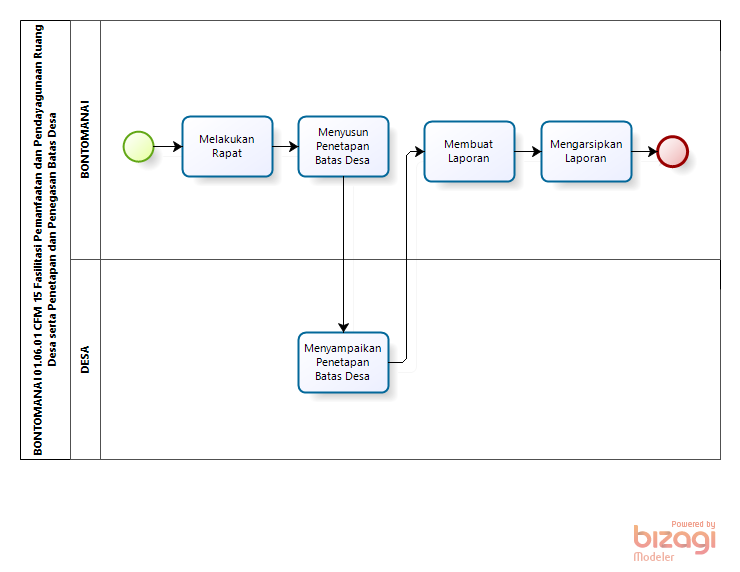 BONTOMANAI 01.06.01 CFM 15 Fasilitasi Pemanfaatan dan Pendayagunaan Ruang
Desa serta Penetapan dan Penegasan Batas Desa
BONTOMANAI
Melakukan
Rapat
Menyusun
Penetapan
Batas Desa
Membuat
Laporan
Mengarsipkan
Laporan
DESA
Menyampaikan
Penetapan
Batas Desa
Powered by
bizagi
Modeler